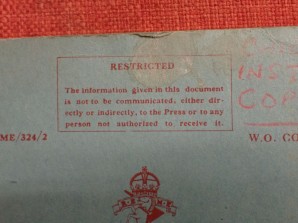 RESTRICTED
The information given in this document
is not to be communicated, either dir-
ectly or indirectly, to the Press or to any
person not authorized to receive it.
INST
COP
ME/324/2
W.O. CO
R E M E